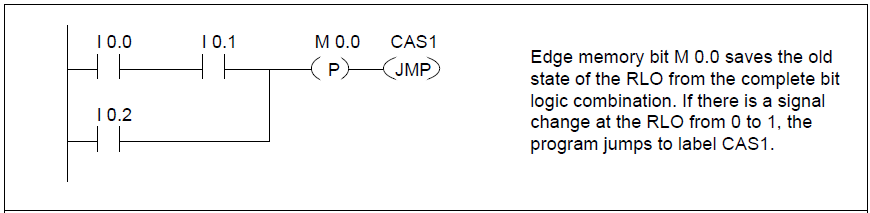 I 0.0 I 0.1 M 0.0 CAS1
P JMP
I 0.2
Edge memory bit M 0.0 saves the old
state of the RLO from the complete bit
logic combination. If there is a signal
change at the RLO from 0 to 1, the
program jumps to label CAS1.